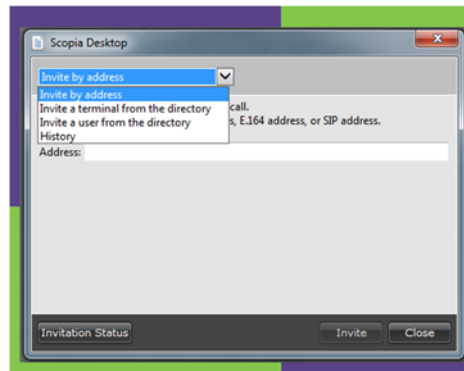 Scopia Desktop
Invite by address
Invite by address
Invite a terminal from the directory
call.
Invite a user from the directory
s, E.164 address, or SIP address.
History
Address:
Invitation Status
Invite
Close